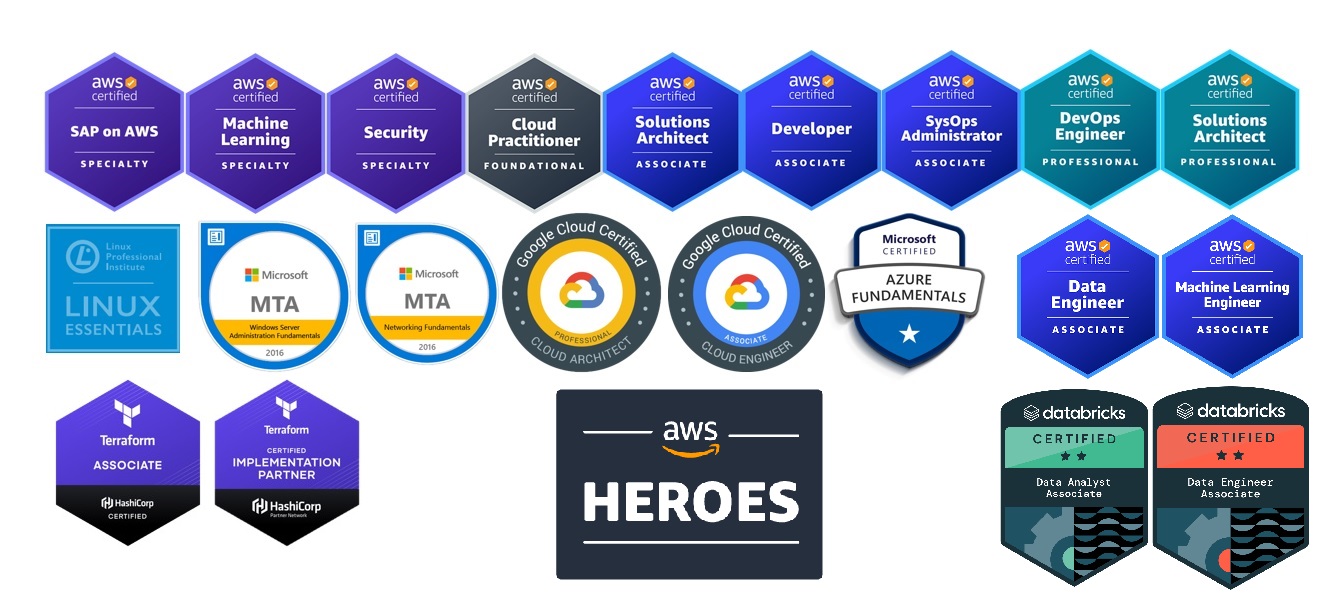 aws
certified
SAP on AWS
SPECIALTY
aws
certified
Machine
Learning
SPECIALTY
aws
certified
Security
SPECIALTY
aws
certified
Cloud
Practitioner
FOUNDATIONAL
aws
certified
Solutions
Architect
ASSOCIATE
aws
certified
Developer
ASSOCIATE
aws
certified
SysOps
Administrator
ASSOCIATE
aws
certified
DevOps
Engineer
PROFESSIONAL
aws
certified
Solutions
Architect
PROFESSIONAL
Linux
Professional
Institute
LINUX
ESSENTIALS
Microsoft
MTA
Windows Server
Administration Fundamentals
2016
Microsoft
MTA
Networking Fundamentals
2016
Google Cloud Certified
PROFESSIONAL
CLOUD ARCHITECT
Google Cloud Certified
ASSOCIATE
CLOUD ENGINEER
Microsoft
CERTIFIED
AZURE
FUNDAMENTALS
aws
certified
Data
Engineer
ASSOCIATE
aws
certified
Machine Learning
Engineer
ASSOCIATE
Terraform
ASSOCIATE
HashiCorp
CERTIFIED
Terraform
CERTIFIED
IMPLEMENTATION
PARTNER
HashiCorp
Partner Network
aws
HEROES
databricks
CERTIFIED
Data Analyst
Associate
databricks
CERTIFIED
Data Engineer
Associate